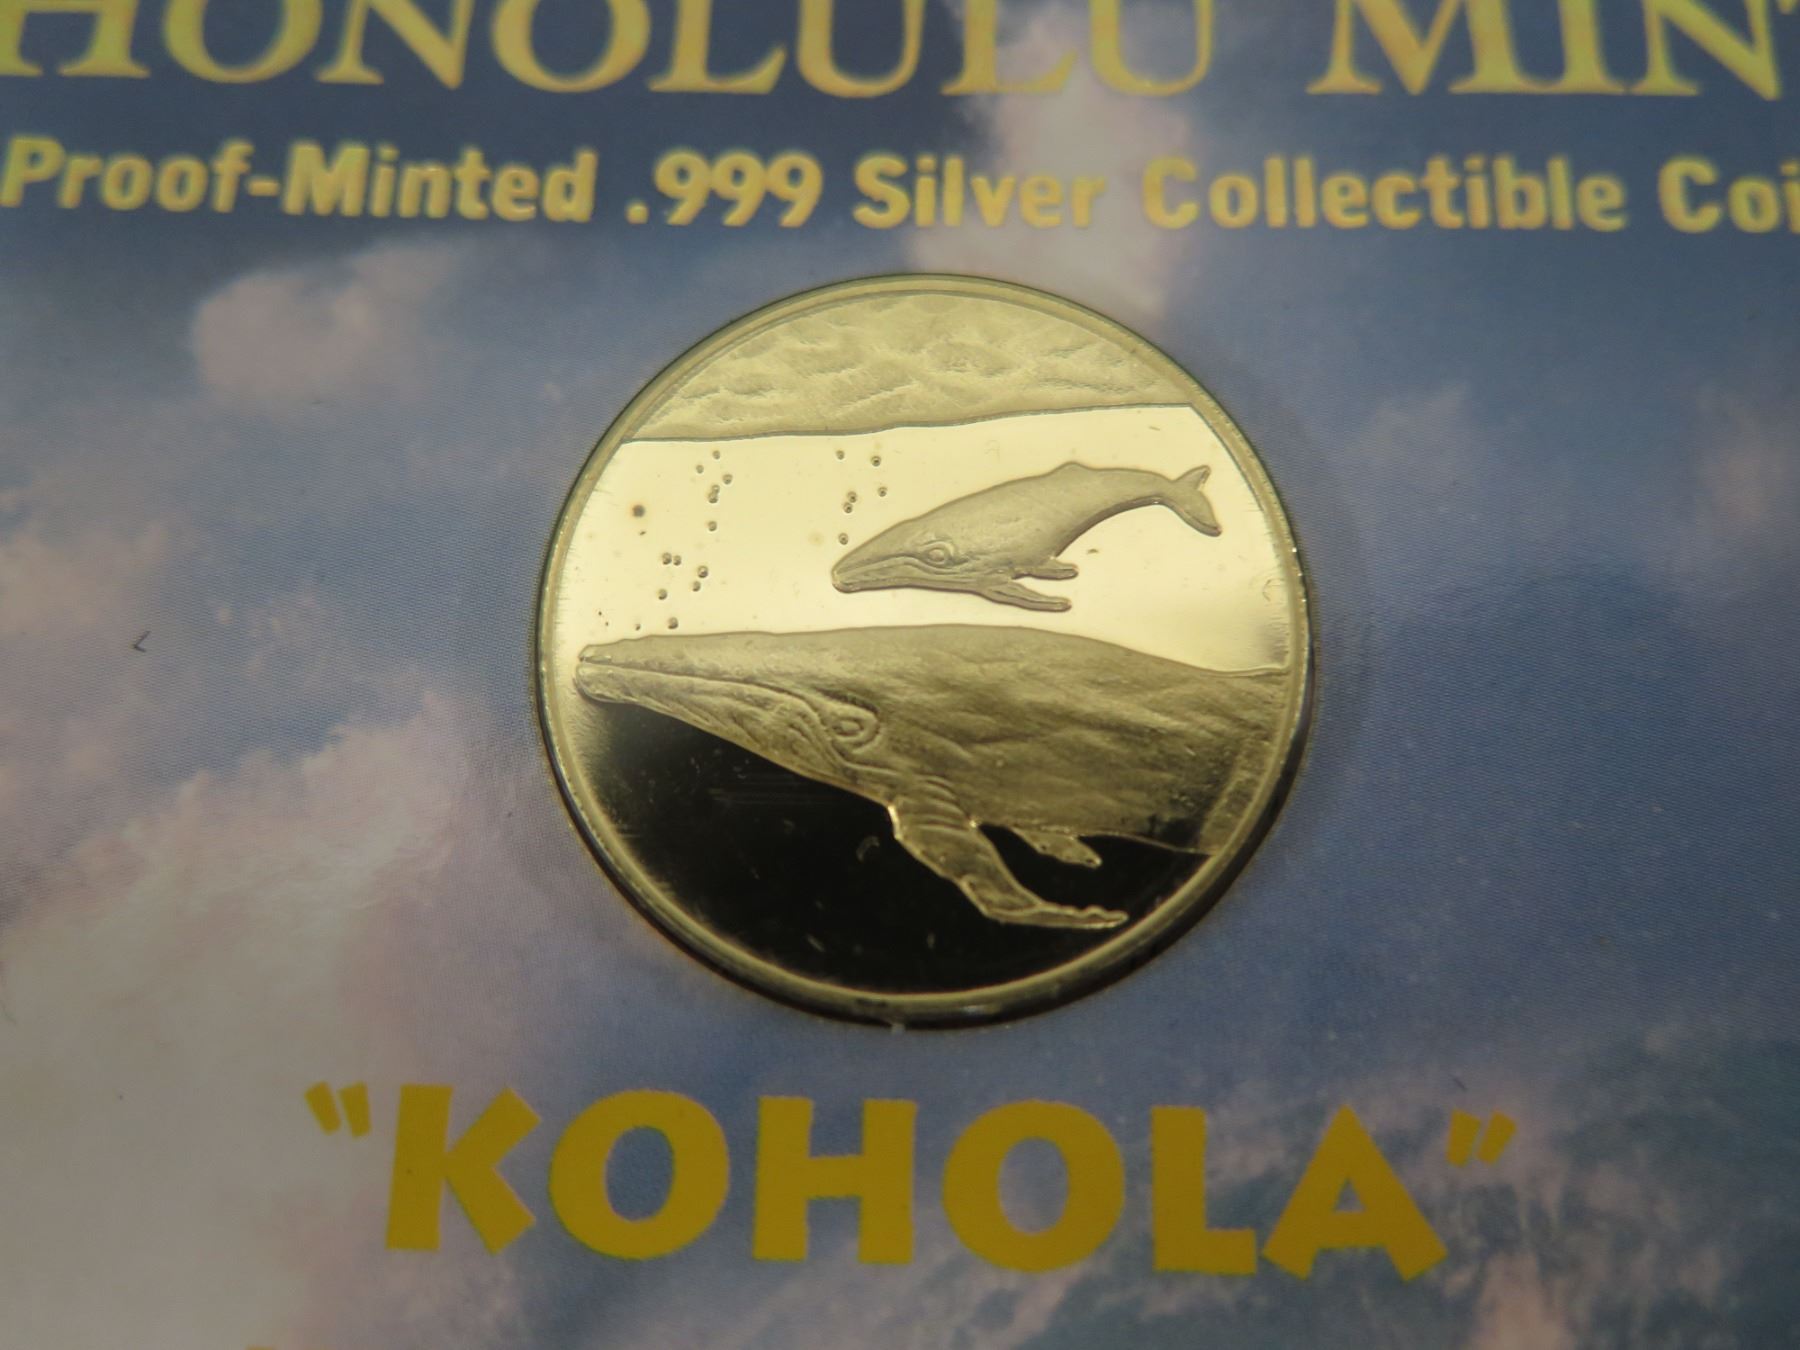 HONOLULU MINT
Proof-Minted .999 Silver Collectible Coi
"KOHOLA"